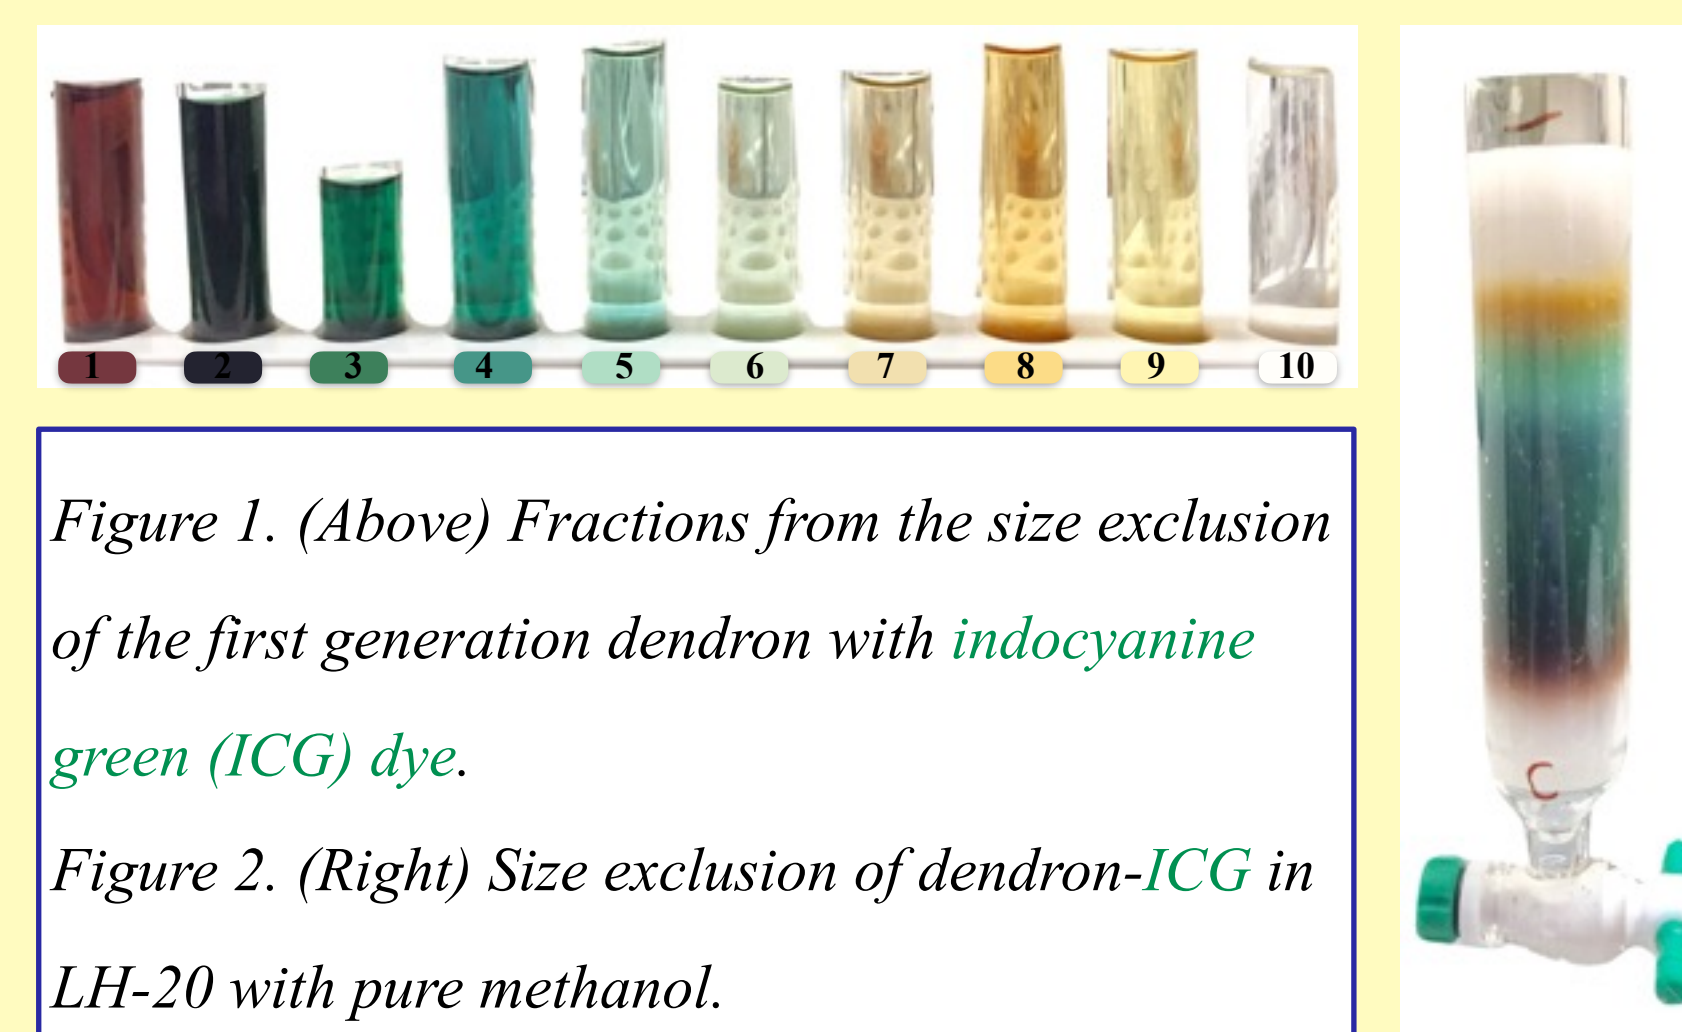 1 2 3 4 5 6 7 8 9 10
Figure 1. (Above) Fractions from the size exclusion
of the first generation dendron with indocyanine
green (ICG) dye.
Figure 2. (Right) Size exclusion of dendron-ICG in
LH-20 with pure methanol.
C